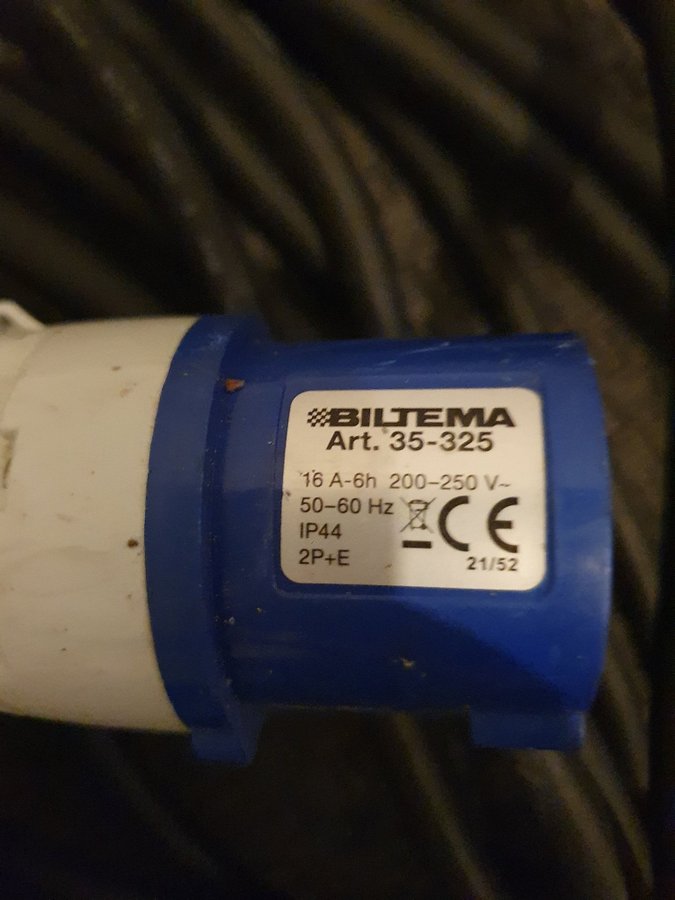 BILTEMA
Art. 35-325
16 A-6h 200-250 V~
50-60 Hz
IP44
2P+E
CE
21/52